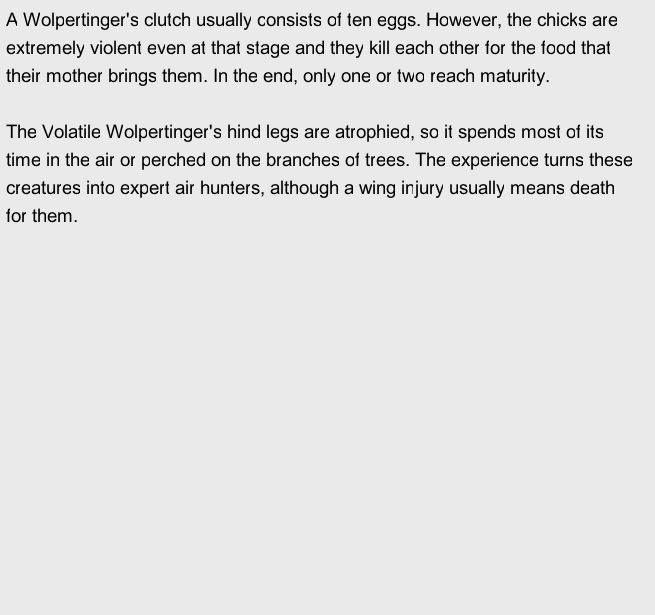 A Wolpertinger's clutch usually consists of ten eggs. However, the chicks are
extremely violent even at that stage and they kill each other for the food that
their mother brings them. In the end, only one or two reach maturity.
The Volatile Wolpertinger's hind legs are atrophied, so it spends most of its
time in the air or perched on the branches of trees. The experience turns these
creatures into expert air hunters, although a wing injury usually means death
for them.